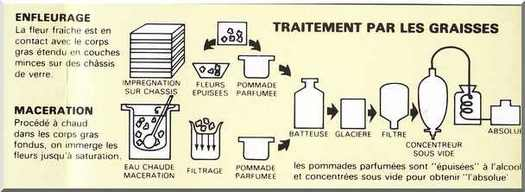 ENFLEURAGE
La fleur fraîche est en
contact avec le corps
gras étendu en couches
minces sur des châssis
de verre.
TRAITEMENT PAR LES GRAISSES
IMPREGNATION
SUR CHASSIS
FLEURS
EPUISEES
POMMADE
PARFUMEE
MACERATION
Procédé à chaud
dans les corps gras
fondus, on immerge les
fleurs jusqu'à saturation.
EAU CHAUDE
MACERATION
FILTRAGE
POMMADE
PARFUMEE
BATTEUSE
GLACIERE
FILTRE
CONCENTREUR
SOUS VIDE
ABSOLUE
les pommades parfumées sont "épuisées" à l'alcool
et concentrées sous vide pour obtenir "l'absolue"